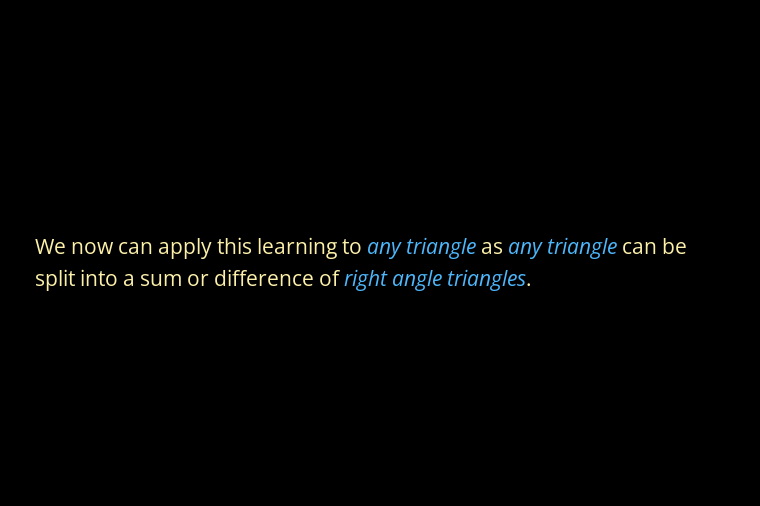 We now can apply this learning to any triangle as any triangle can be
split into a sum or difference of right angle triangles.